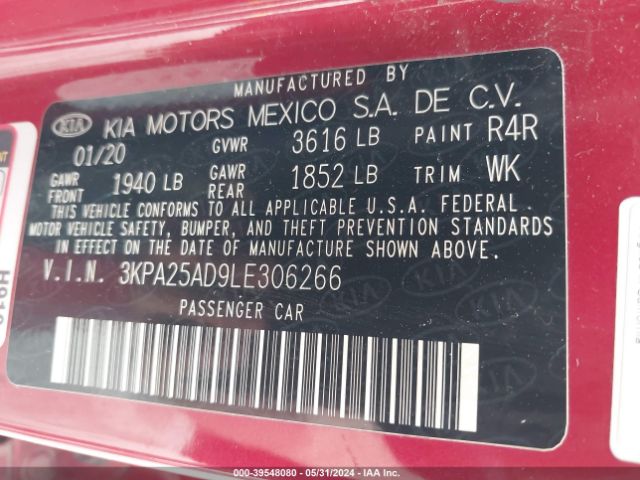 MANUFACTURED BY
KIA KIA MOTORS MEXICO S.A. DE C.V.
01/20 GVWR 3616 LB PAINT R4R
GAWR FRONT 1940 LB GAWR REAR 1852 LB TRIM WK
THIS VEHICLE CONFORMS TO ALL APPLICABLE U.S.A. FEDERAL
MOTOR VEHICLE SAFETY, BUMPER, AND THEFT PREVENTION STANDARDS
IN EFFECT ON THE DATE OF MANUFACTURE SHOWN ABOVE.
V.I.N. 3KPA25AD9LE306266
PASSENGER CAR
000-39548080 - 05/31/2024 - IAA Inc.